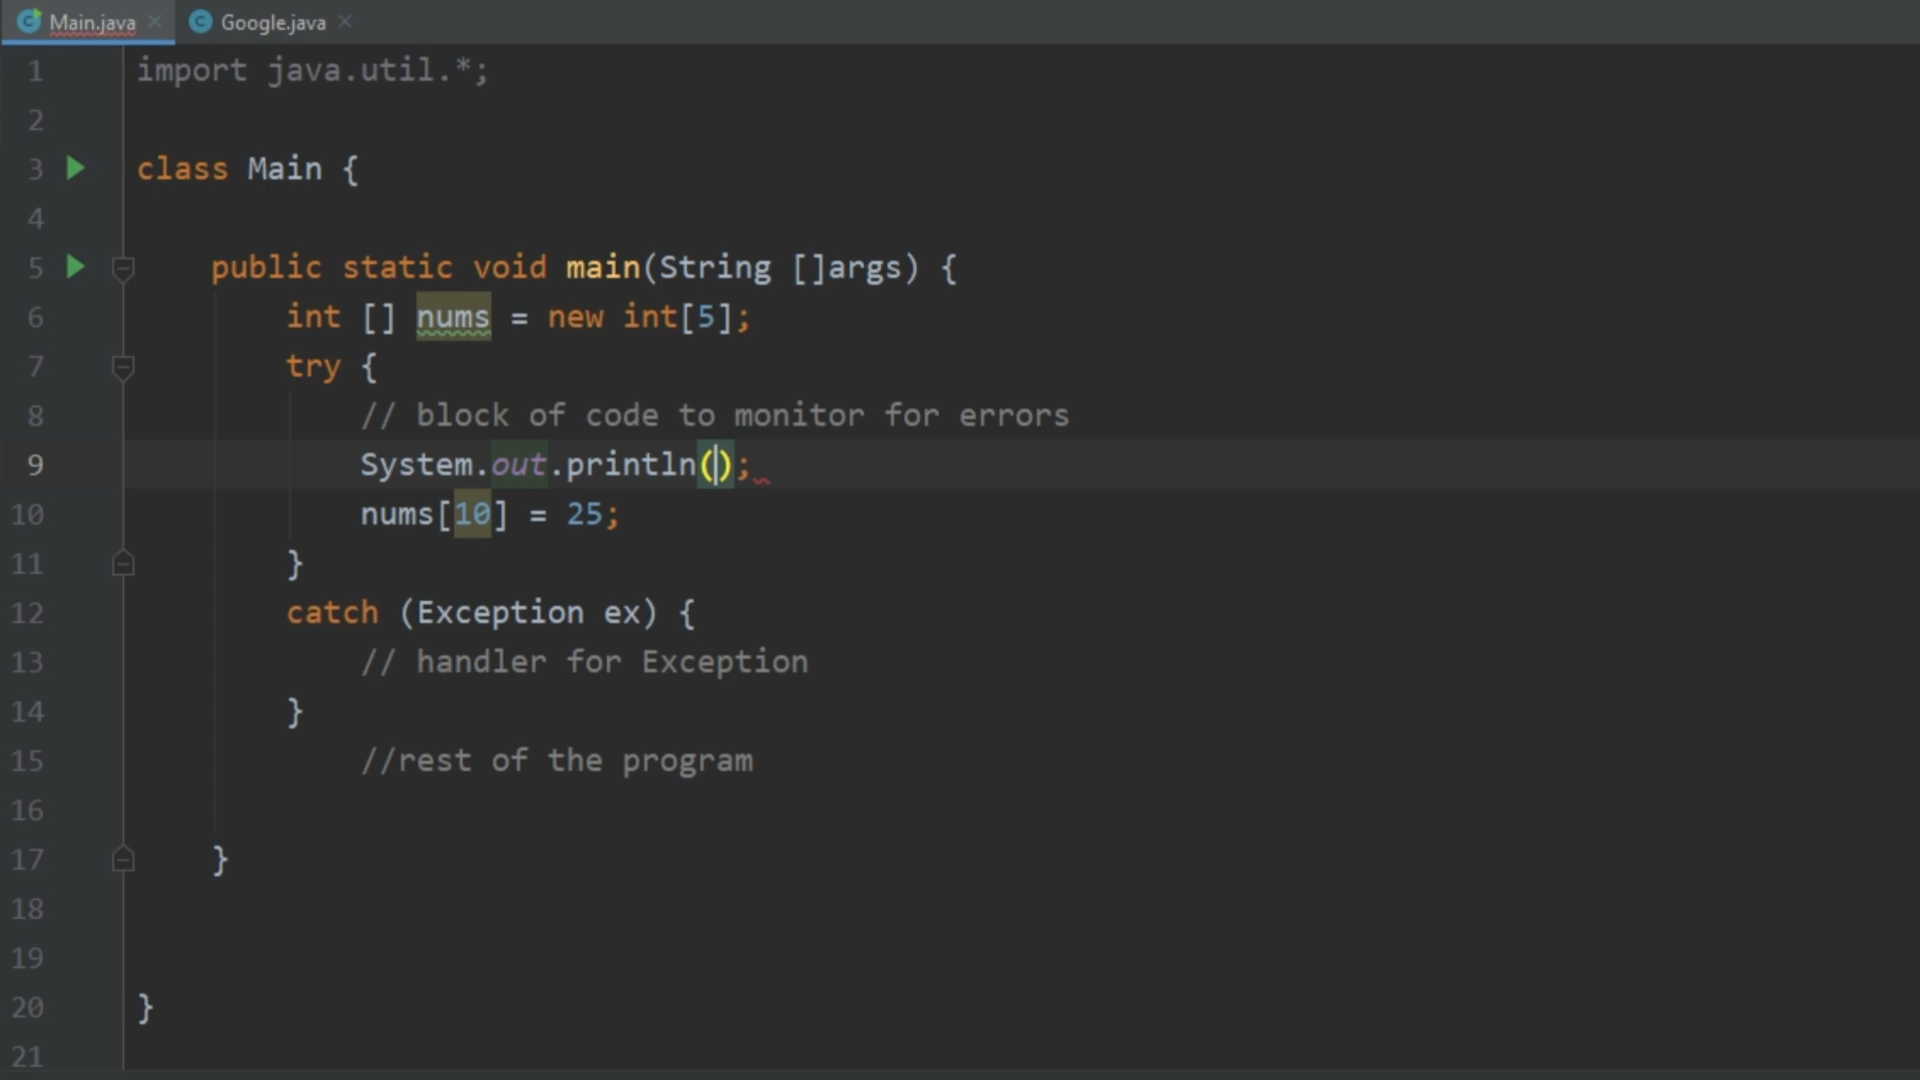 Main.java Google.java
1 import java.util.*;
2
3 class Main {
4
5 public static void main(String []args) {
6 int [] nums = new int[5];
7 try {
8 // block of code to monitor for errors
9 System.out.println();
10 nums[10] = 25;
11 }
12 catch (Exception ex) {
13 // handler for Exception
14 }
15 //rest of the program
16
17 }
18
19
20 }
21